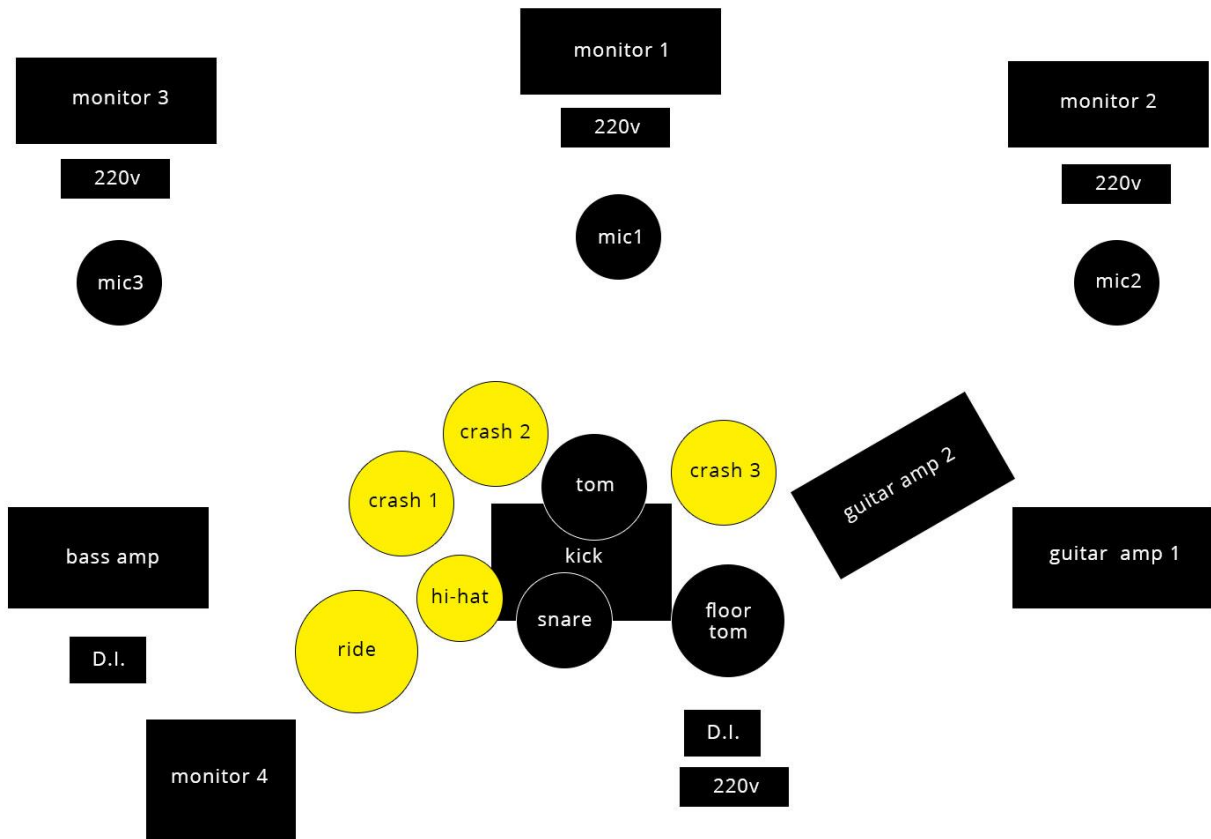 monitor 1
monitor 3
monitor 2
220v
220v
220v
mic1
mic3
mic2
crash 2
crash 3
tom
guitar amp 2
crash 1
bass amp
kick
guitar amp 1
hi-hat
snare
floor
tom
ride
D.I.
D.I.
monitor 4
220v